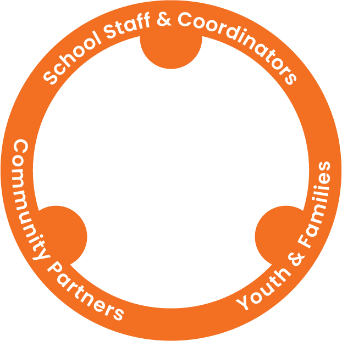 School Staff & Coordinators
Community Partners
Youth & Families